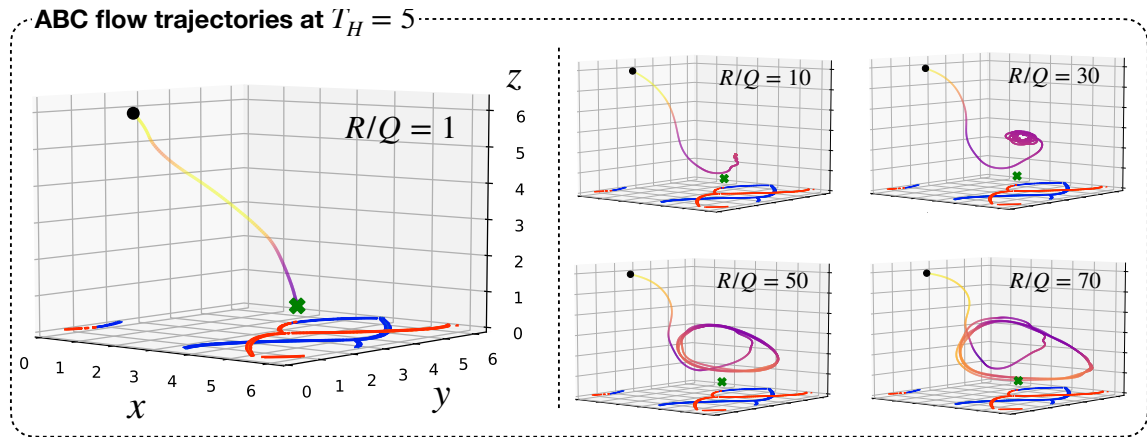 ABC flow trajectories at T_H = 5
R/Q = 1
z
6
5
4
3
2
1
0
0
1
2
3
4
5
6
x
0
1
2
3
4
5
6
y
R/Q = 10
R/Q = 30
R/Q = 50
R/Q = 70